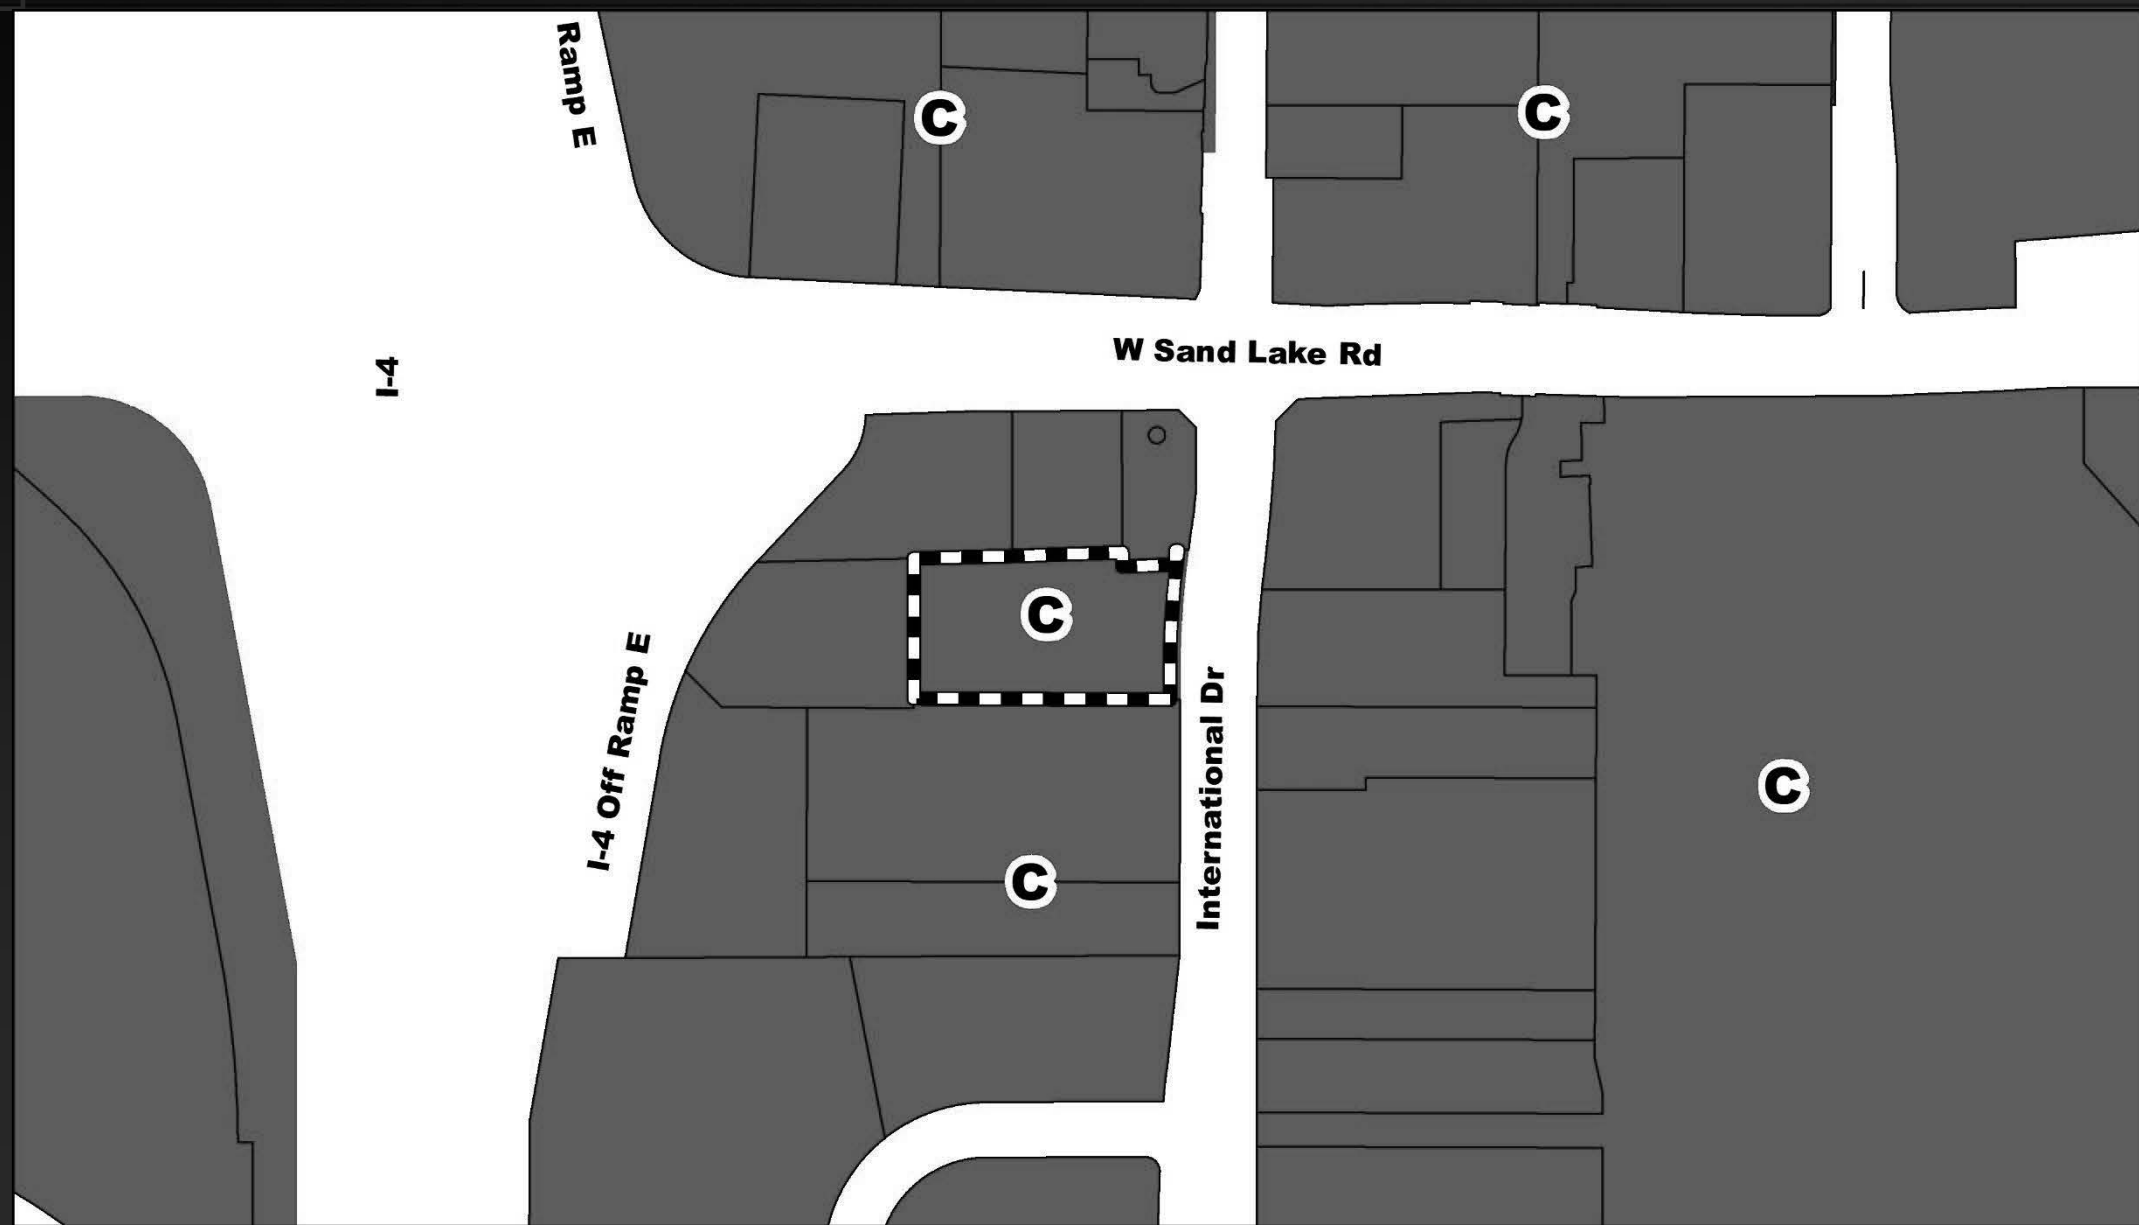 Ramp E
C
C
W Sand Lake Rd
I-4
C
I-4 Off Ramp E
International Dr
C
C